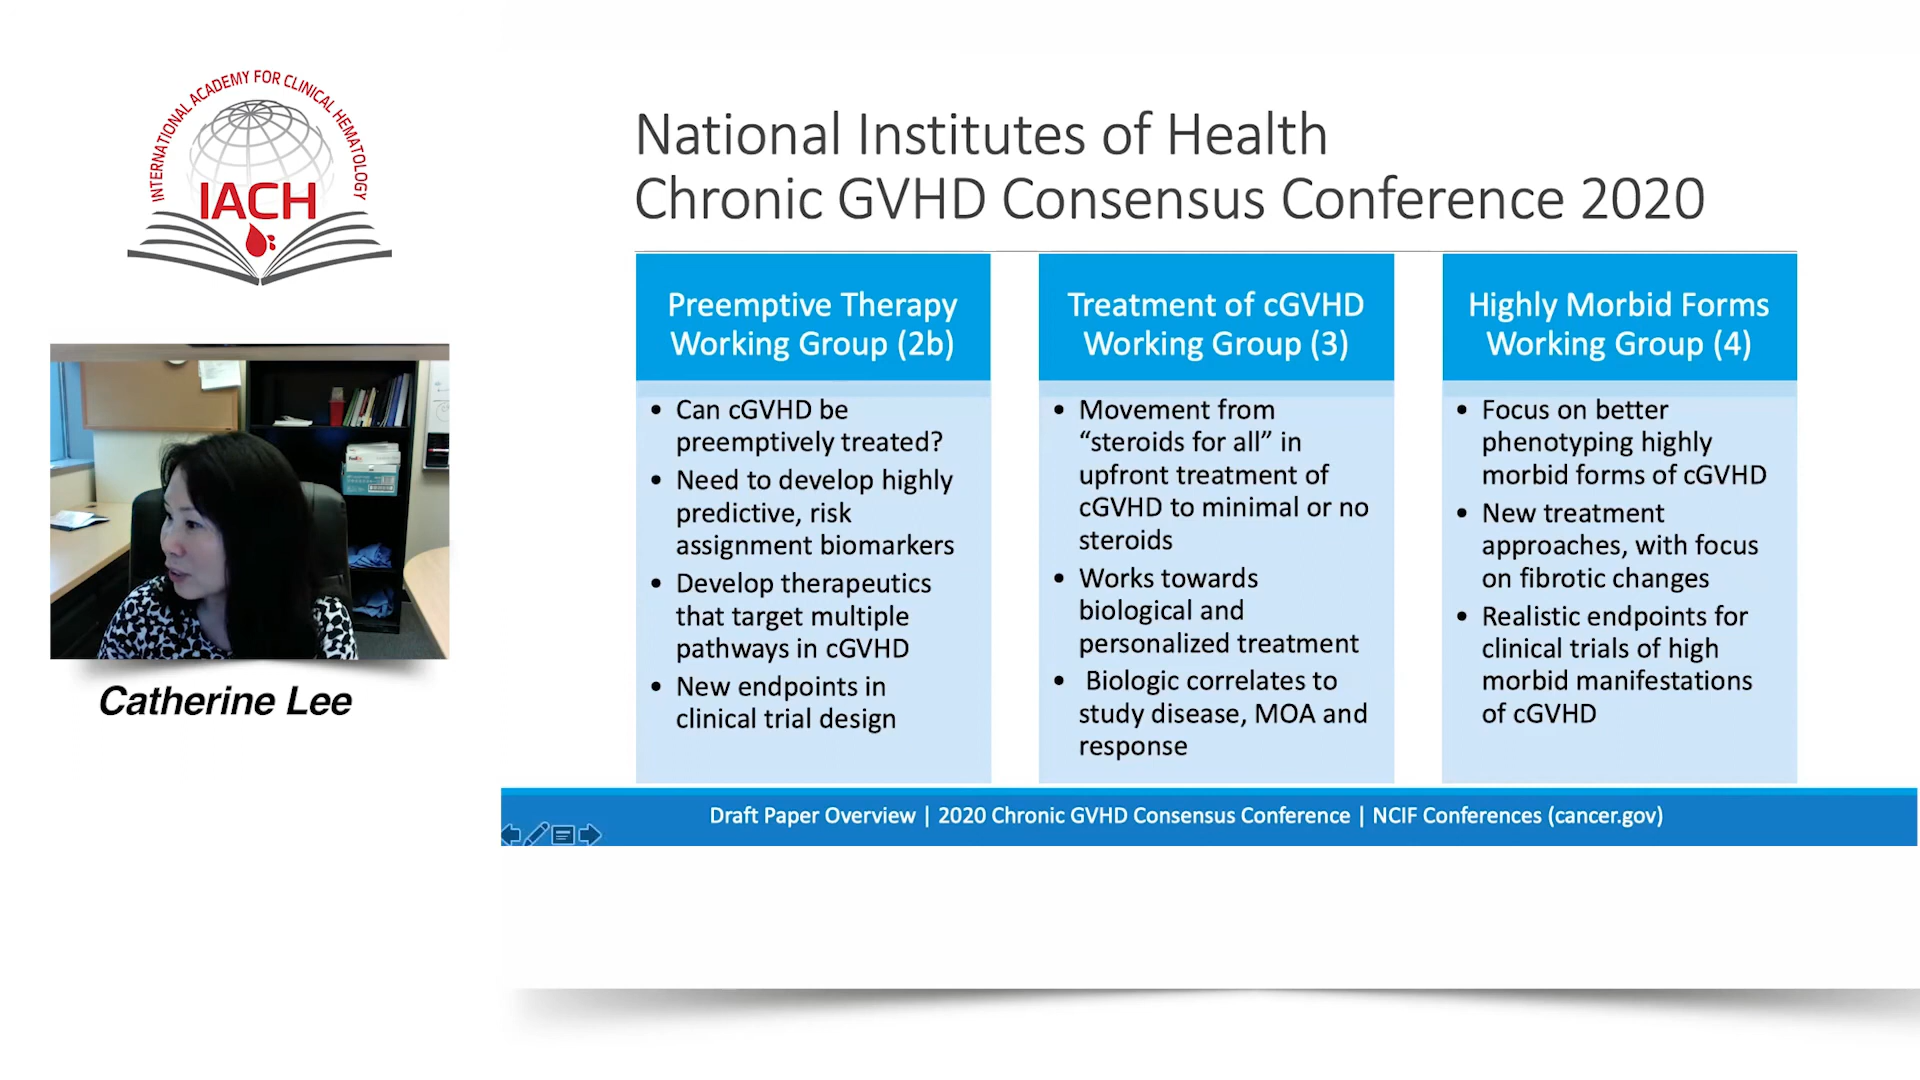 INTERNATIONAL ACADEMY FOR CLINICAL HEMATOLOGY
IACH
Catherine Lee
National Institutes of Health
Chronic GVHD Consensus Conference 2020
Preemptive Therapy
Working Group (2b)
• Can cGVHD be
preemptively treated?
• Need to develop highly
predictive, risk
assignment biomarkers
• Develop therapeutics
that target multiple
pathways in cGVHD
• New endpoints in
clinical trial design
Treatment of cGVHD
Working Group (3)
• Movement from
“steroids for all” in
upfront treatment of
cGVHD to minimal or no
steroids
• Works towards
biological and
personalized treatment
• Biologic correlates to
study disease, MOA and
response
Highly Morbid Forms
Working Group (4)
• Focus on better
phenotyping highly
morbid forms of cGVHD
• New treatment
approaches, with focus
on fibrotic changes
• Realistic endpoints for
clinical trials of high
morbid manifestations
of cGVHD
Draft Paper Overview | 2020 Chronic GVHD Consensus Conference | NCIF Conferences (cancer.gov)